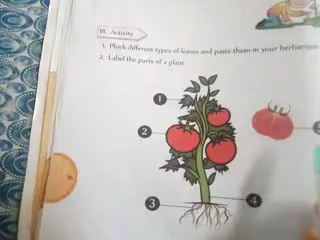 III. Activity
1. Pluck different types of leaves and paste them in your herbarium
2. Label the parts of a plant
1
2
3
4